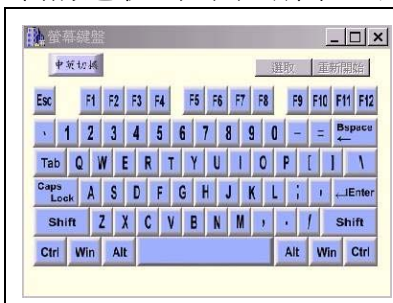 螢幕鍵盤
中英切換
選取 重新開始
Esc F1 F2 F3 F4 F5 F6 F7 F8 F9 F10 F11 F12
` 1 2 3 4 5 6 7 8 9 0 - = Bspace ←
Tab Q W E R T Y U I O P [ ] \
Caps Lock A S D F G H J K L ; ' ↵Enter
Shift Z X C V B N M , . / Shift
Ctrl Win Alt Alt Win Ctrl